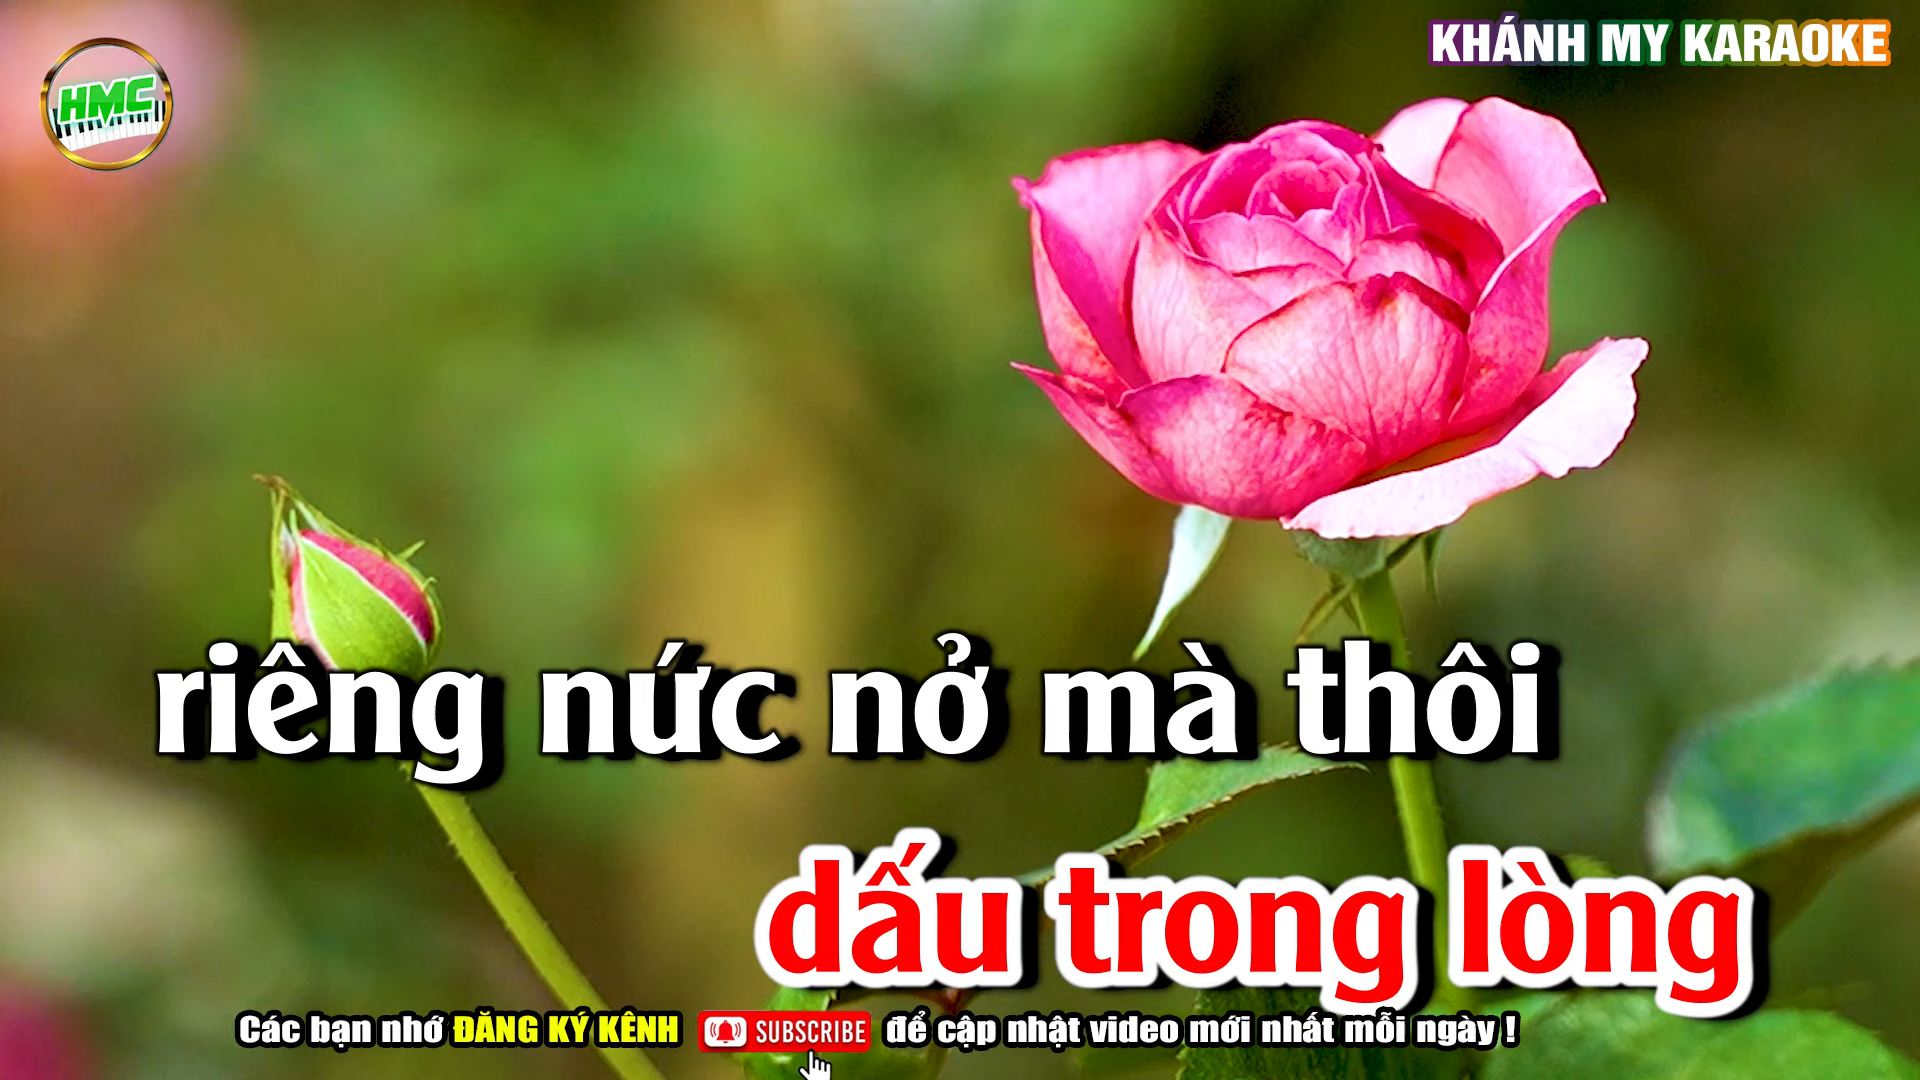 HMC
KHÁNH MY KARAOKE
riêng nức nở mà thôi
dấu trong lòng
Các bạn nhớ ĐĂNG KÝ KÊNH SUBSCRIBE để cập nhật video mới nhất mỗi ngày !